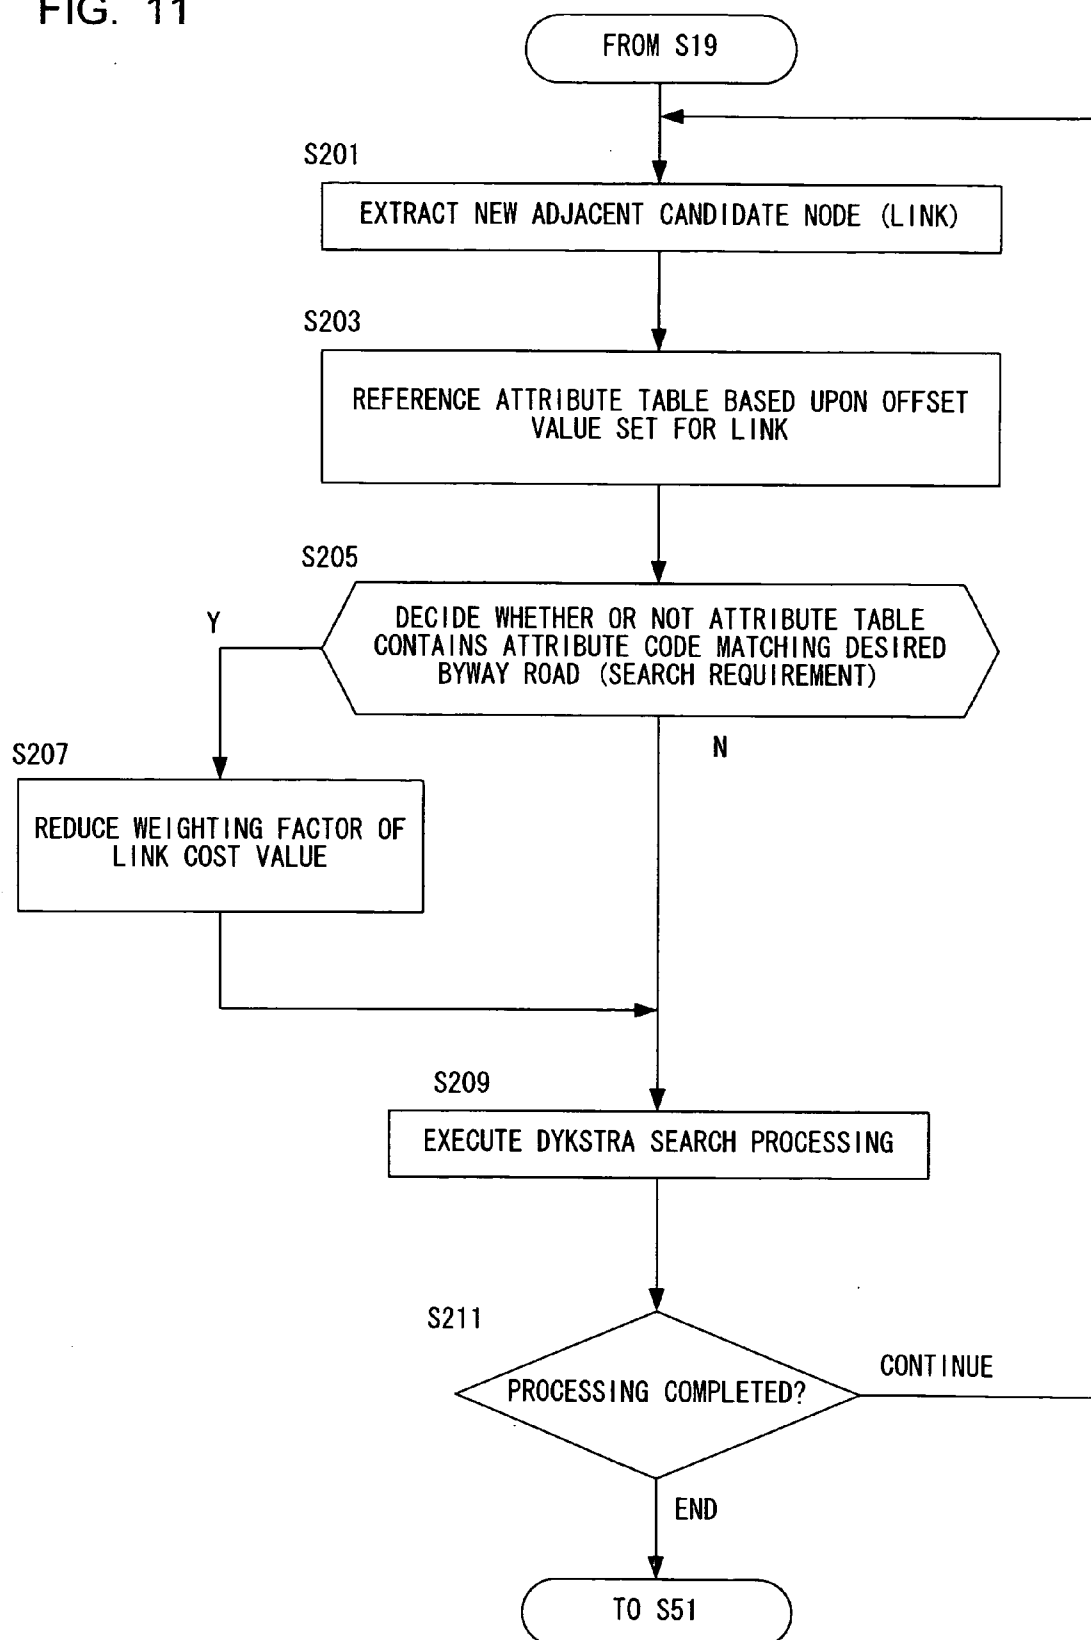 FIG. 11
FROM S19
S201
EXTRACT NEW ADJACENT CANDIDATE NODE (LINK)
S203
REFERENCE ATTRIBUTE TABLE BASED UPON OFFSET
VALUE SET FOR LINK
S205
DECIDE WHETHER OR NOT ATTRIBUTE TABLE
CONTAINS ATTRIBUTE CODE MATCHING DESIRED
BYWAY ROAD (SEARCH REQUIREMENT)
Y
N
S207
REDUCE WEIGHTING FACTOR OF
LINK COST VALUE
S209
EXECUTE DYKSTRA SEARCH PROCESSING
S211
PROCESSING COMPLETED?
CONTINUE
END
TO S51